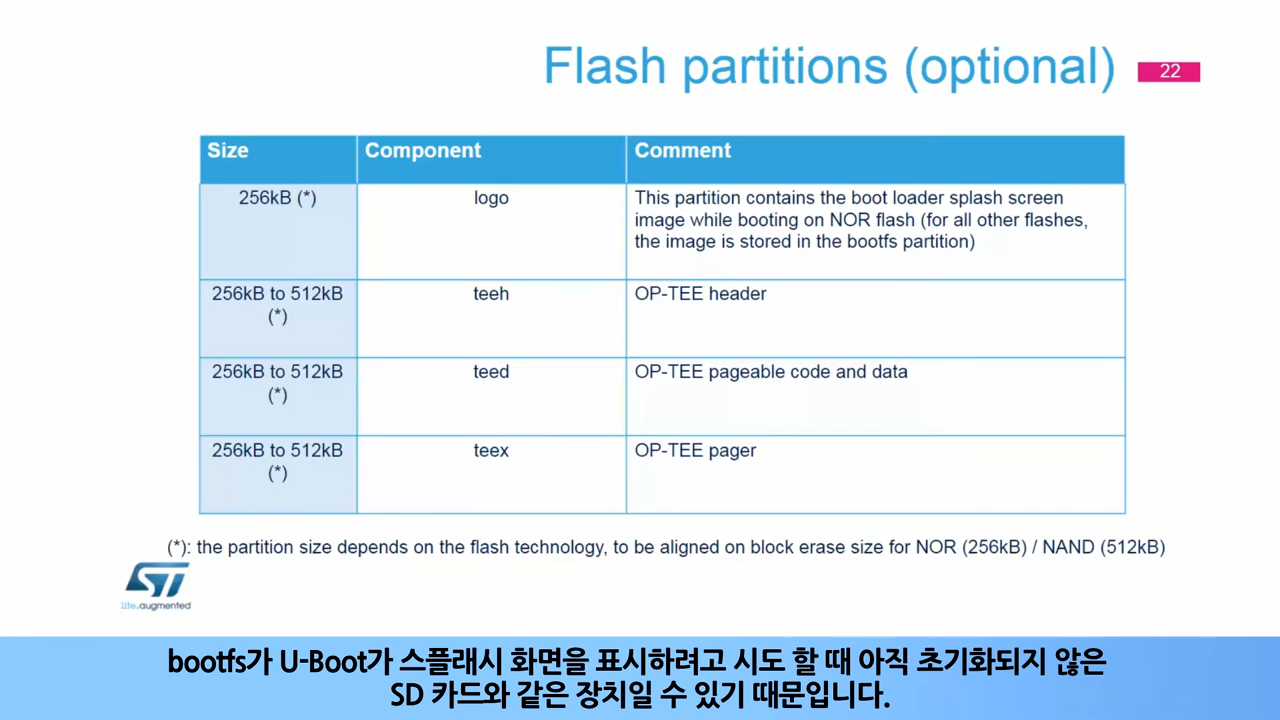 Flash partitions (optional)
22
Size
Component
Comment
256kB (*)
logo
This partition contains the boot loader splash screen
image while booting on NOR flash (for all other flashes,
the image is stored in the bootfs partition)
256kB to 512kB
(*)
teeh
OP-TEE header
256kB to 512kB
(*)
teed
OP-TEE pageable code and data
256kB to 512kB
(*)
teex
OP-TEE pager
(*): the partition size depends on the flash technology, to be aligned on block erase size for NOR (256kB) / NAND (512kB)
ST
life.augmented
bootfs가 U-Boot가 스플래시 화면을 표시하려고 시도 할 때 아직 초기화되지 않은
SD 카드와 같은 장치일 수 있기 때문입니다.